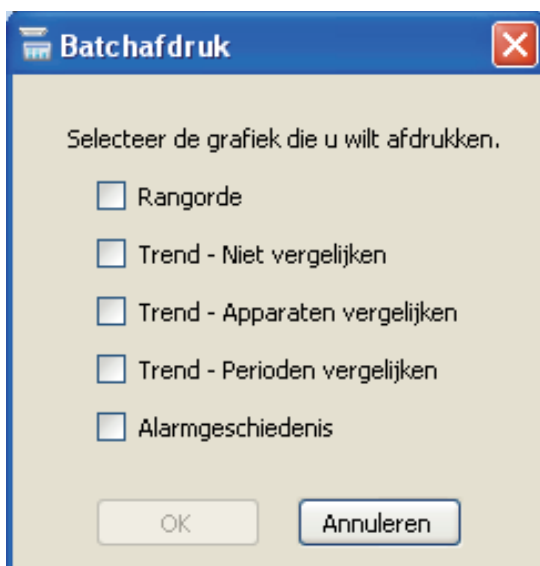 Batchafdruk
Selecteer de grafiek die u wilt afdrukken.
Rangorde
Trend - Niet vergelijken
Trend - Apparaten vergelijken
Trend - Perioden vergelijken
Alarmgeschiedenis
OK Annuleren